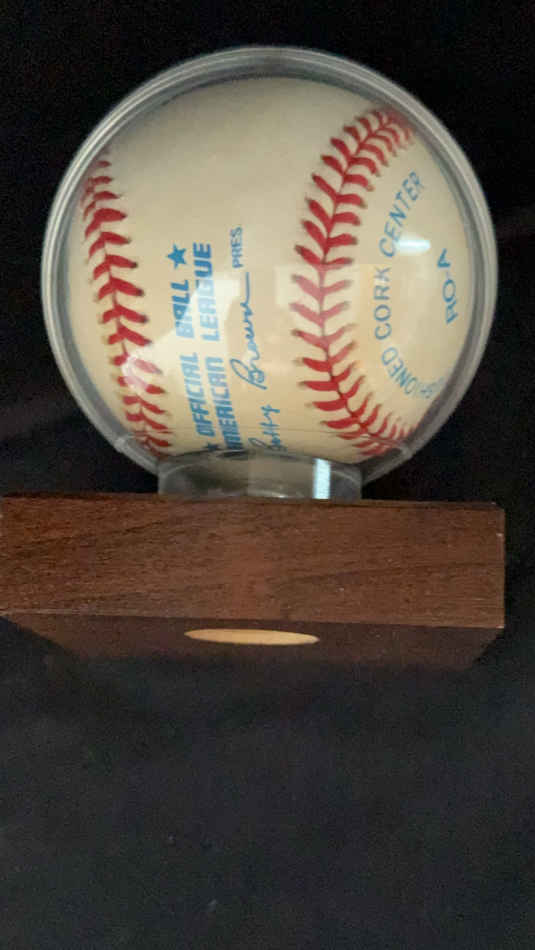 ★ OFFICIAL BALL ★
AMERICAN LEAGUE
Bobby Brown PRES.
CORK CENTER
RO-A